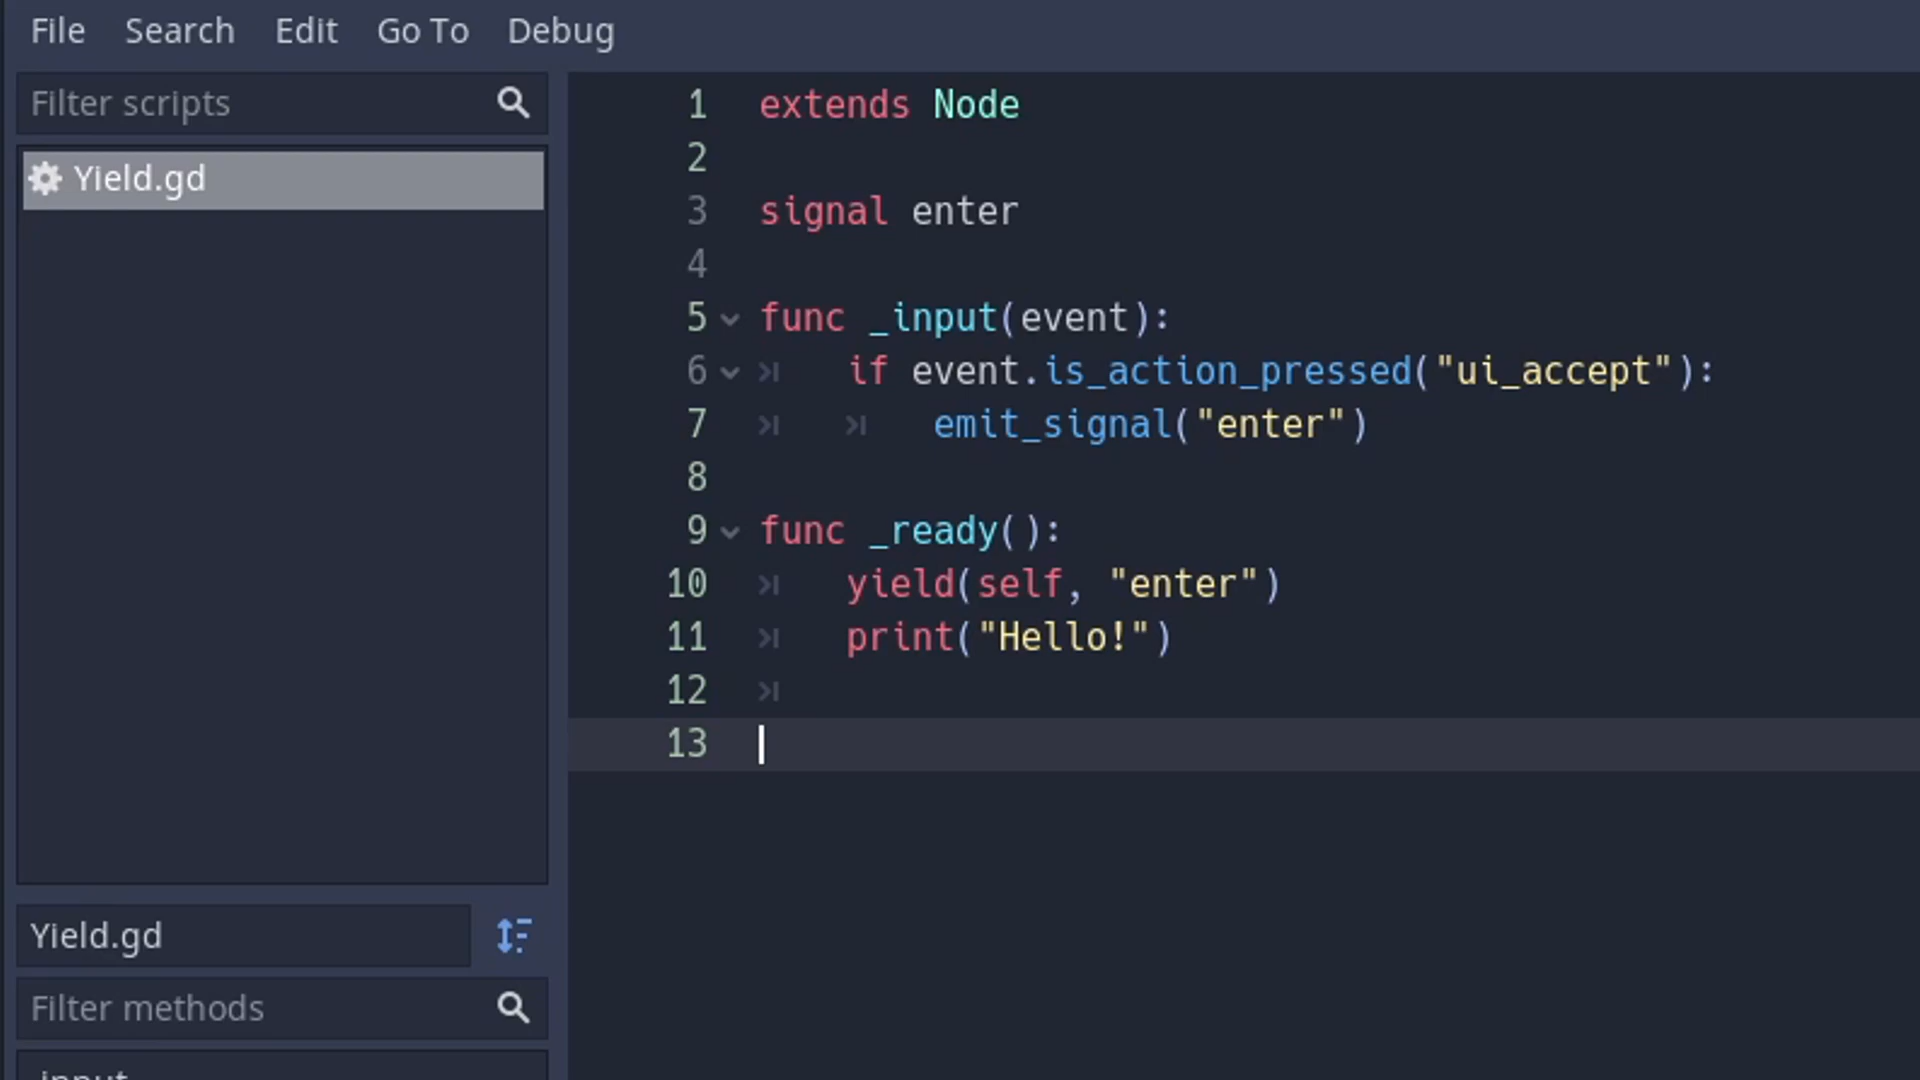 File Search Edit Go To Debug
Filter scripts
Yield.gd
Yield.gd
Filter methods
input
1 extends Node
2
3 signal enter
4
5 func _input(event):
6 if event.is_action_pressed("ui_accept"):
7 emit_signal("enter")
8
9 func _ready():
10 yield(self, "enter")
11 print("Hello!")
12
13